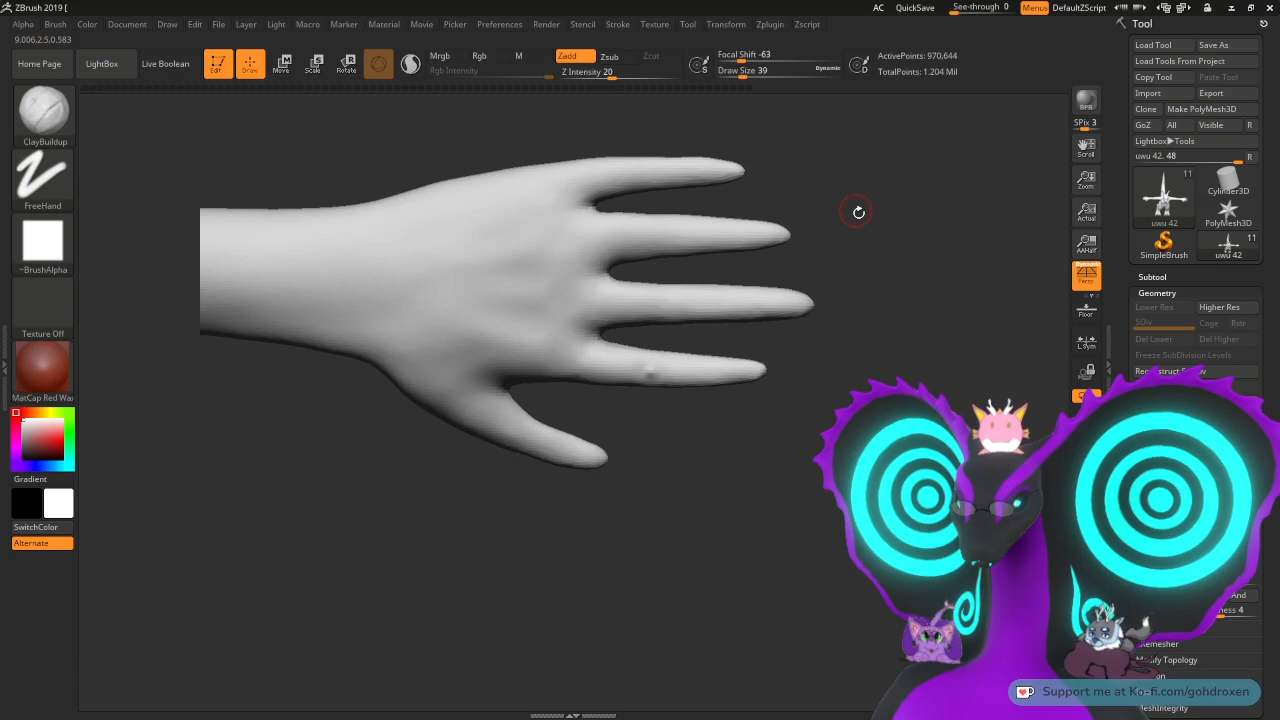 ZBrush 2019 [
AC QuickSave See-through 0 Menus DefaultZScript
Alpha Brush Color Document Draw Edit File Layer Light Macro Marker Material Movie Picker Preferences Render Stencil Stroke Texture Tool Transform Zplugin Zscript
9.006,2.5,0.583
Home Page LightBox Live Boolean Edit Draw Move Scale Rotate
Mrgb Rgb M Zadd Zsub Zcut
Rgb Intensity Z Intensity 20
Focal Shift -63
Draw Size 39 Dynamic
S D
ActivePoints: 970,644
TotalPoints: 1.204 Mil
ClayBuildup
FreeHand
~BrushAlpha
Texture Off
MatCap Red Wax
Gradient
SwitchColor
Alternate
BPR
SPix 3
Scroll
Zoom
Actual
AAHalf
Dynamic
Persp
Floor
L.Sym
Tool
Load Tool Save As
Load Tools From Project
Copy Tool Paste Tool
Import Export
Clone Make PolyMesh3D
GoZ All Visible R
Lightbox▶Tools
uwu 42. 48 R
11
uwu 42
Cylinder3D
PolyMesh3D
SimpleBrush
11
uwu 42
Subtool
Geometry
Lower Res Higher Res
SDiv Cage Rstr
Del Lower Del Higher
Freeze SubDivision Levels
Support me at Ko-fi.com/gohdroxen
MeshIntegrity